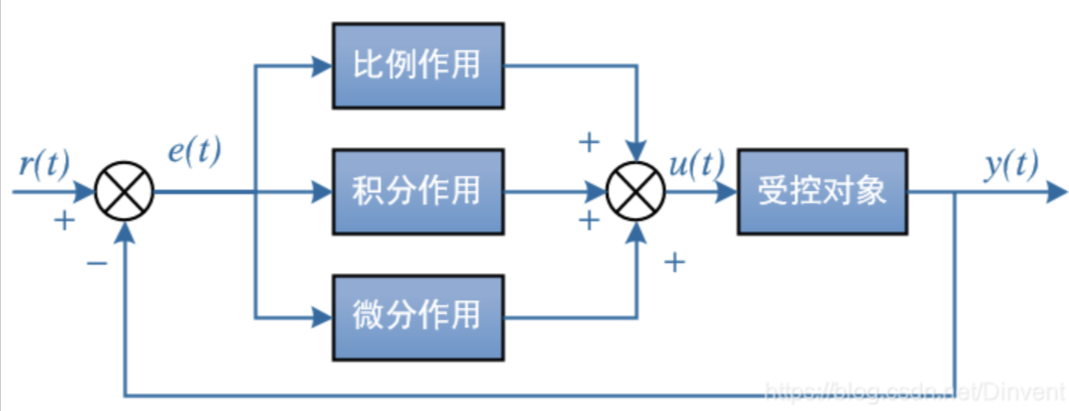 比例作用
r(t)
e(t)
+
积分作用
+
u(t)
受控对象
y(t)
+
−
+
微分作用
https://blog.csdn.net/Dinvent